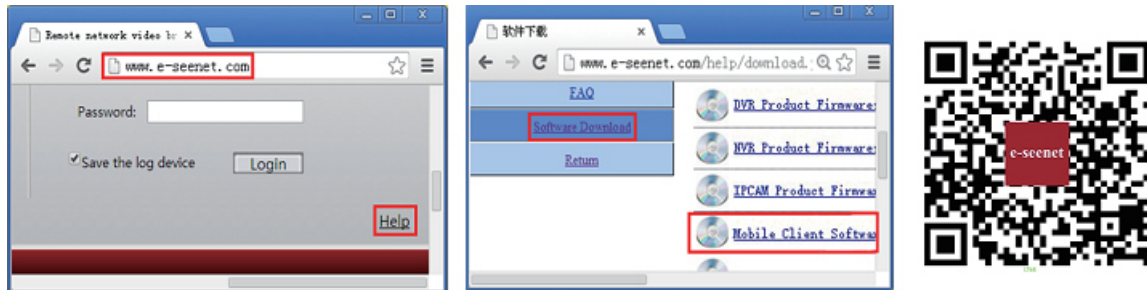 Remote network video br
www.e-seenet.com
Password:
Save the log device
Login
Help
软件下载
www.e-seenet.com/help/download.
FAQ
Software Download
Return
DVR Product Firmware:
NVR Product Firmware:
IPCAM Product Firmwa
Mobile Client Softwa
e-seenet